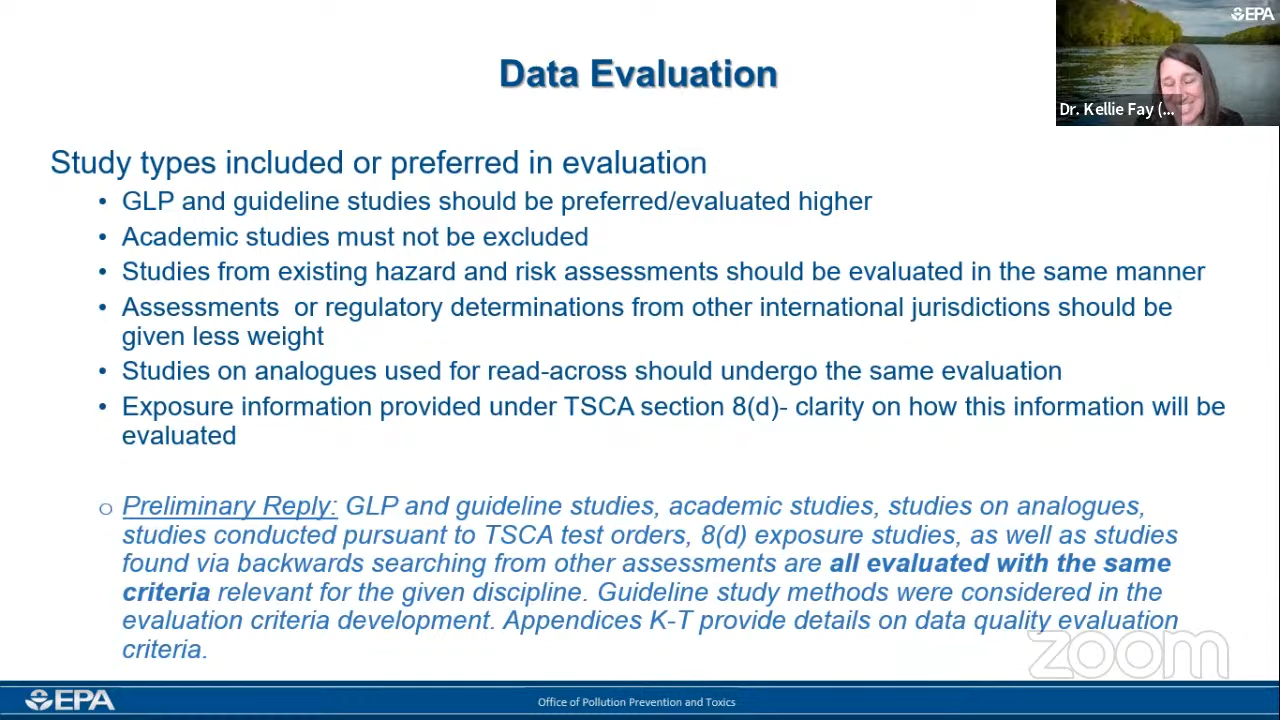 EPA
Data Evaluation
Dr. Kellie Fay (...
Study types included or preferred in evaluation
• GLP and guideline studies should be preferred/evaluated higher
• Academic studies must not be excluded
• Studies from existing hazard and risk assessments should be evaluated in the same manner
• Assessments or regulatory determinations from other international jurisdictions should be
given less weight
• Studies on analogues used for read-across should undergo the same evaluation
• Exposure information provided under TSCA section 8(d)- clarity on how this information will be
evaluated
o Preliminary Reply: GLP and guideline studies, academic studies, studies on analogues,
studies conducted pursuant to TSCA test orders, 8(d) exposure studies, as well as studies
found via backwards searching from other assessments are all evaluated with the same
criteria relevant for the given discipline. Guideline study methods were considered in the
evaluation criteria development. Appendices K-T provide details on data quality evaluation
criteria.
zoom
EPA
Office of Pollution Prevention and Toxics